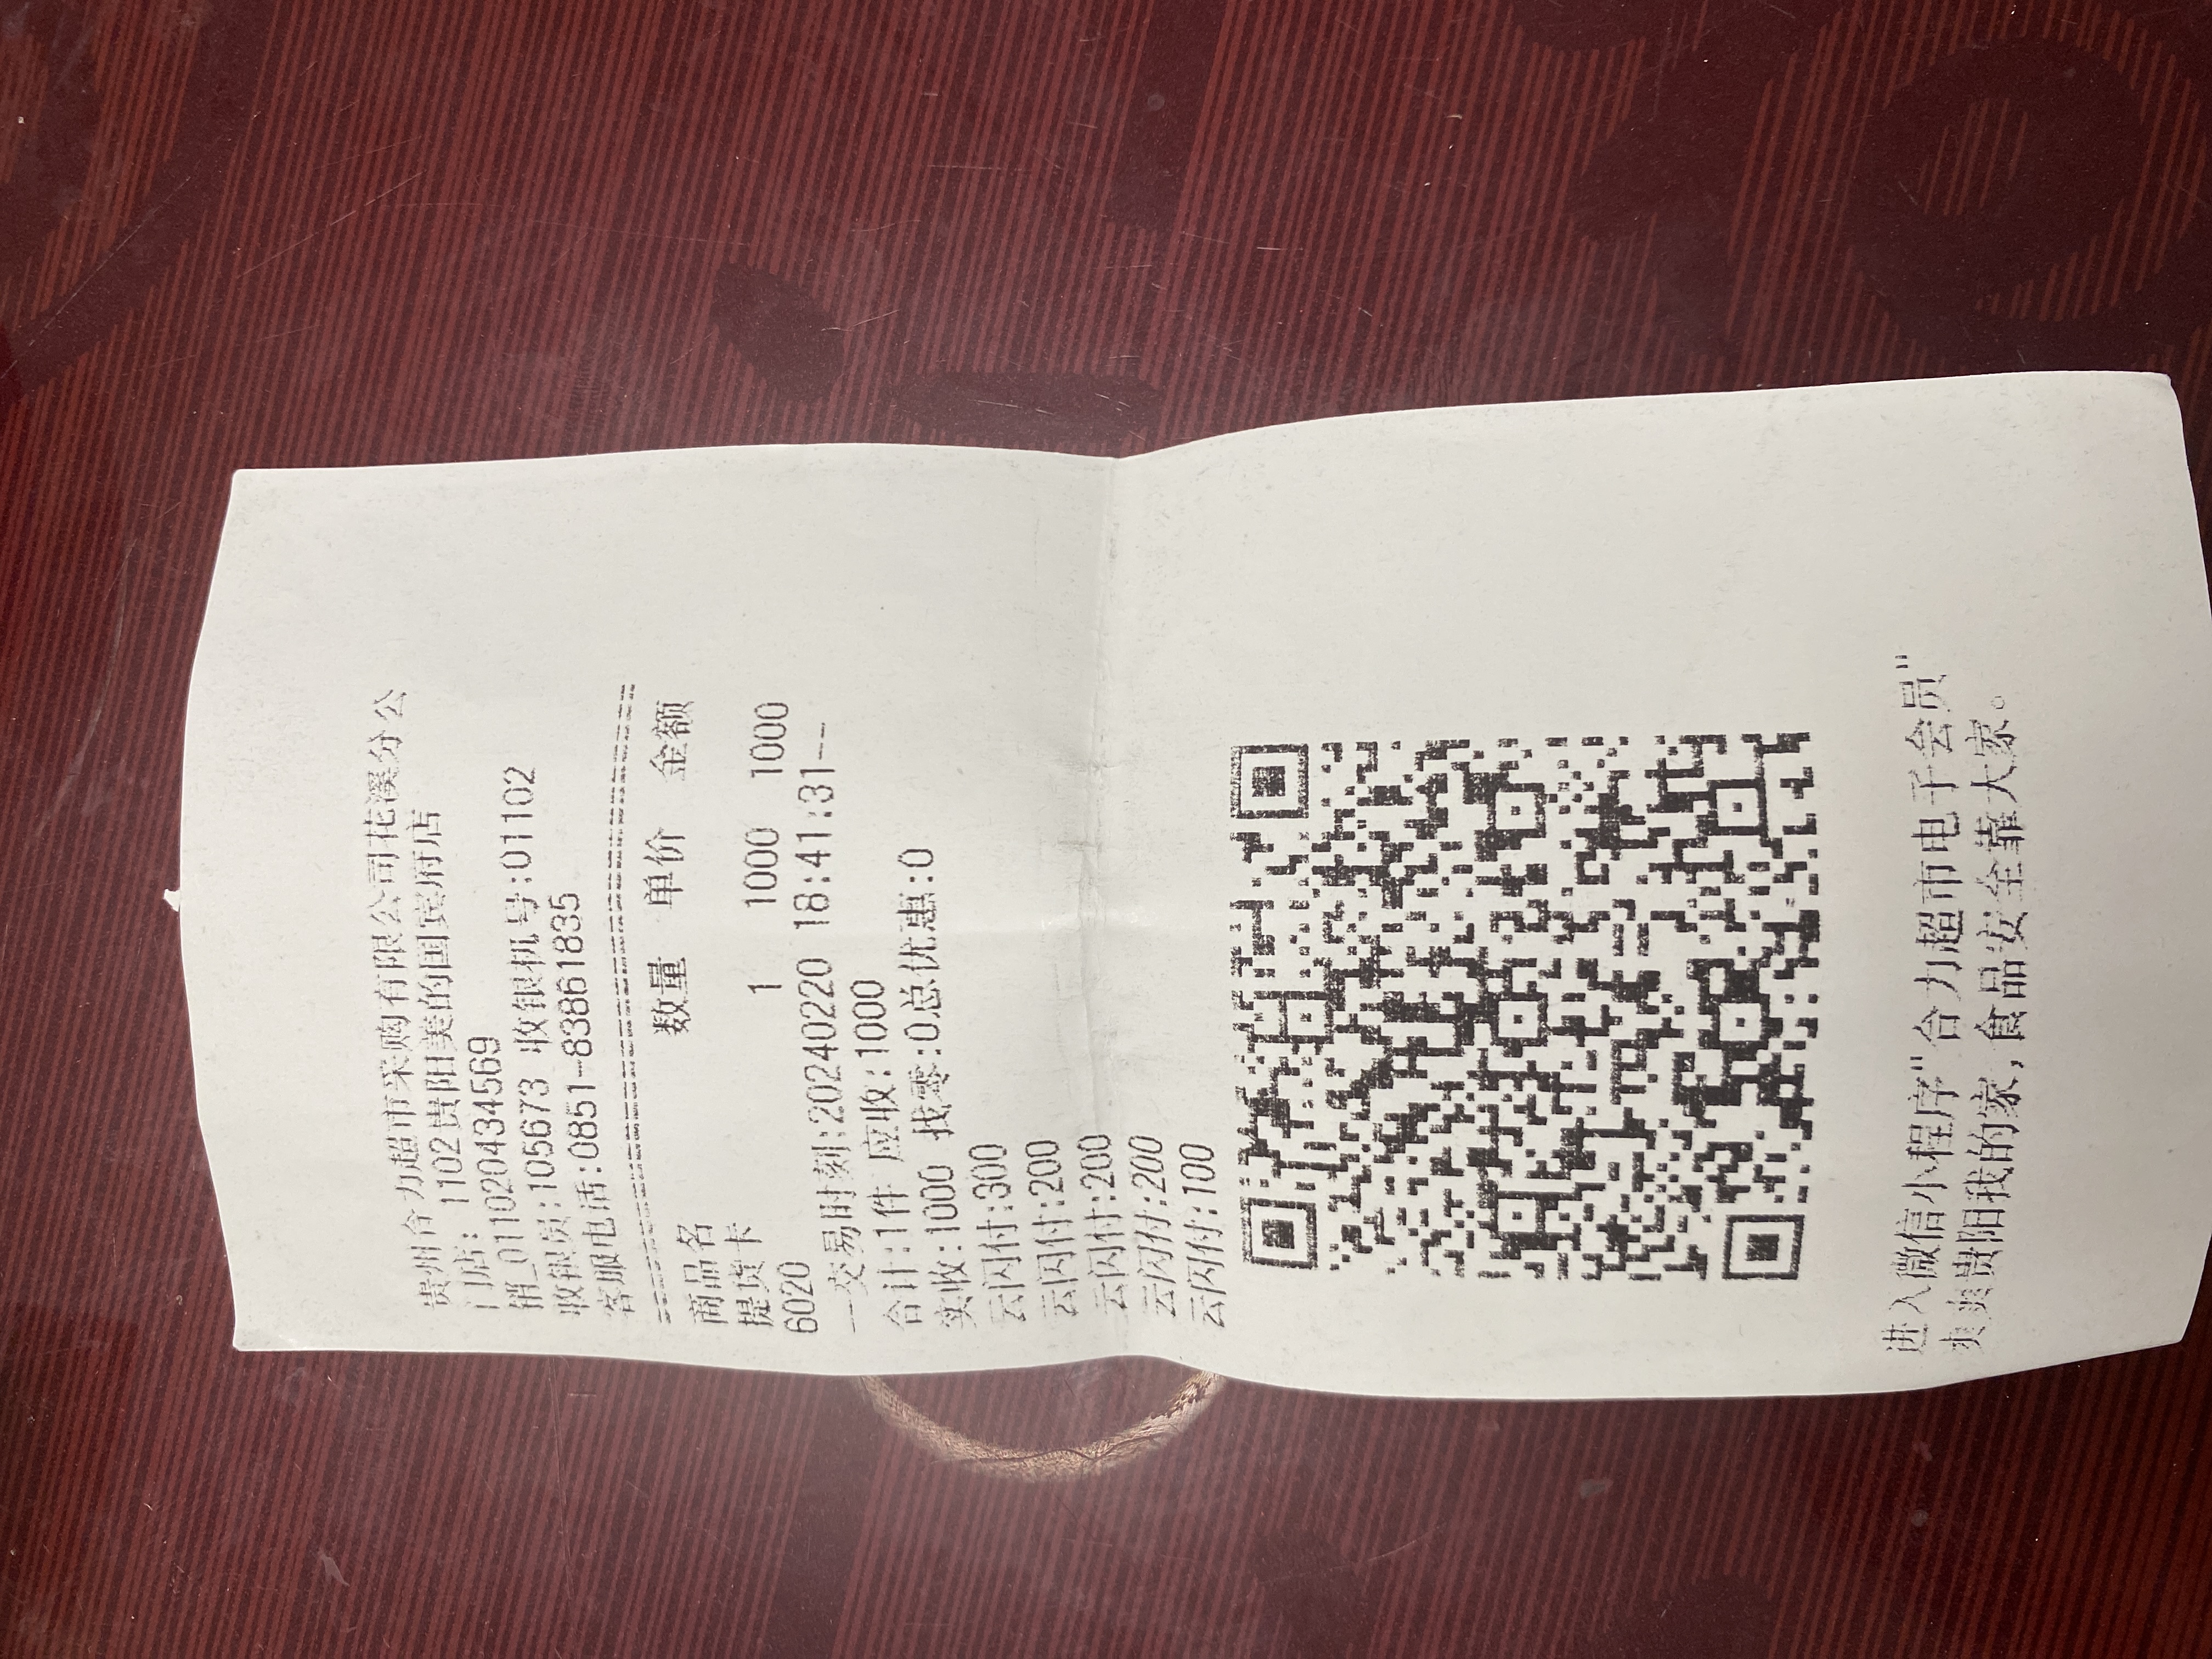 贵州合力超市采购有限公司花溪分公
门店: 1102贵阳美的国宾府店
销_011020434569
收银员:105673 收银机号:01102
客服电话:0851-83861835
商品名 数量 单价 金额
提货卡
6020 1 1000 1000
--交易时刻:20240220 18:41:31--
合计:1件 应收:1000
实收:1000 找零:0总优惠:0
云闪付:300
云闪付:200
云闪付:200
云闪付:200
云闪付:100
进入微信小程序"合力超市电子会员"
爽爽贵阳我的家,食品安全靠大家。